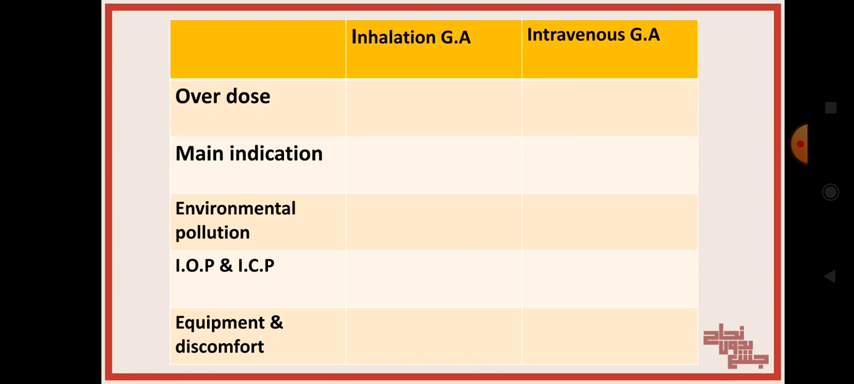 Inhalation G.A
Intravenous G.A
Over dose
Main indication
Environmental
pollution
I.O.P & I.C.P
Equipment &
discomfort